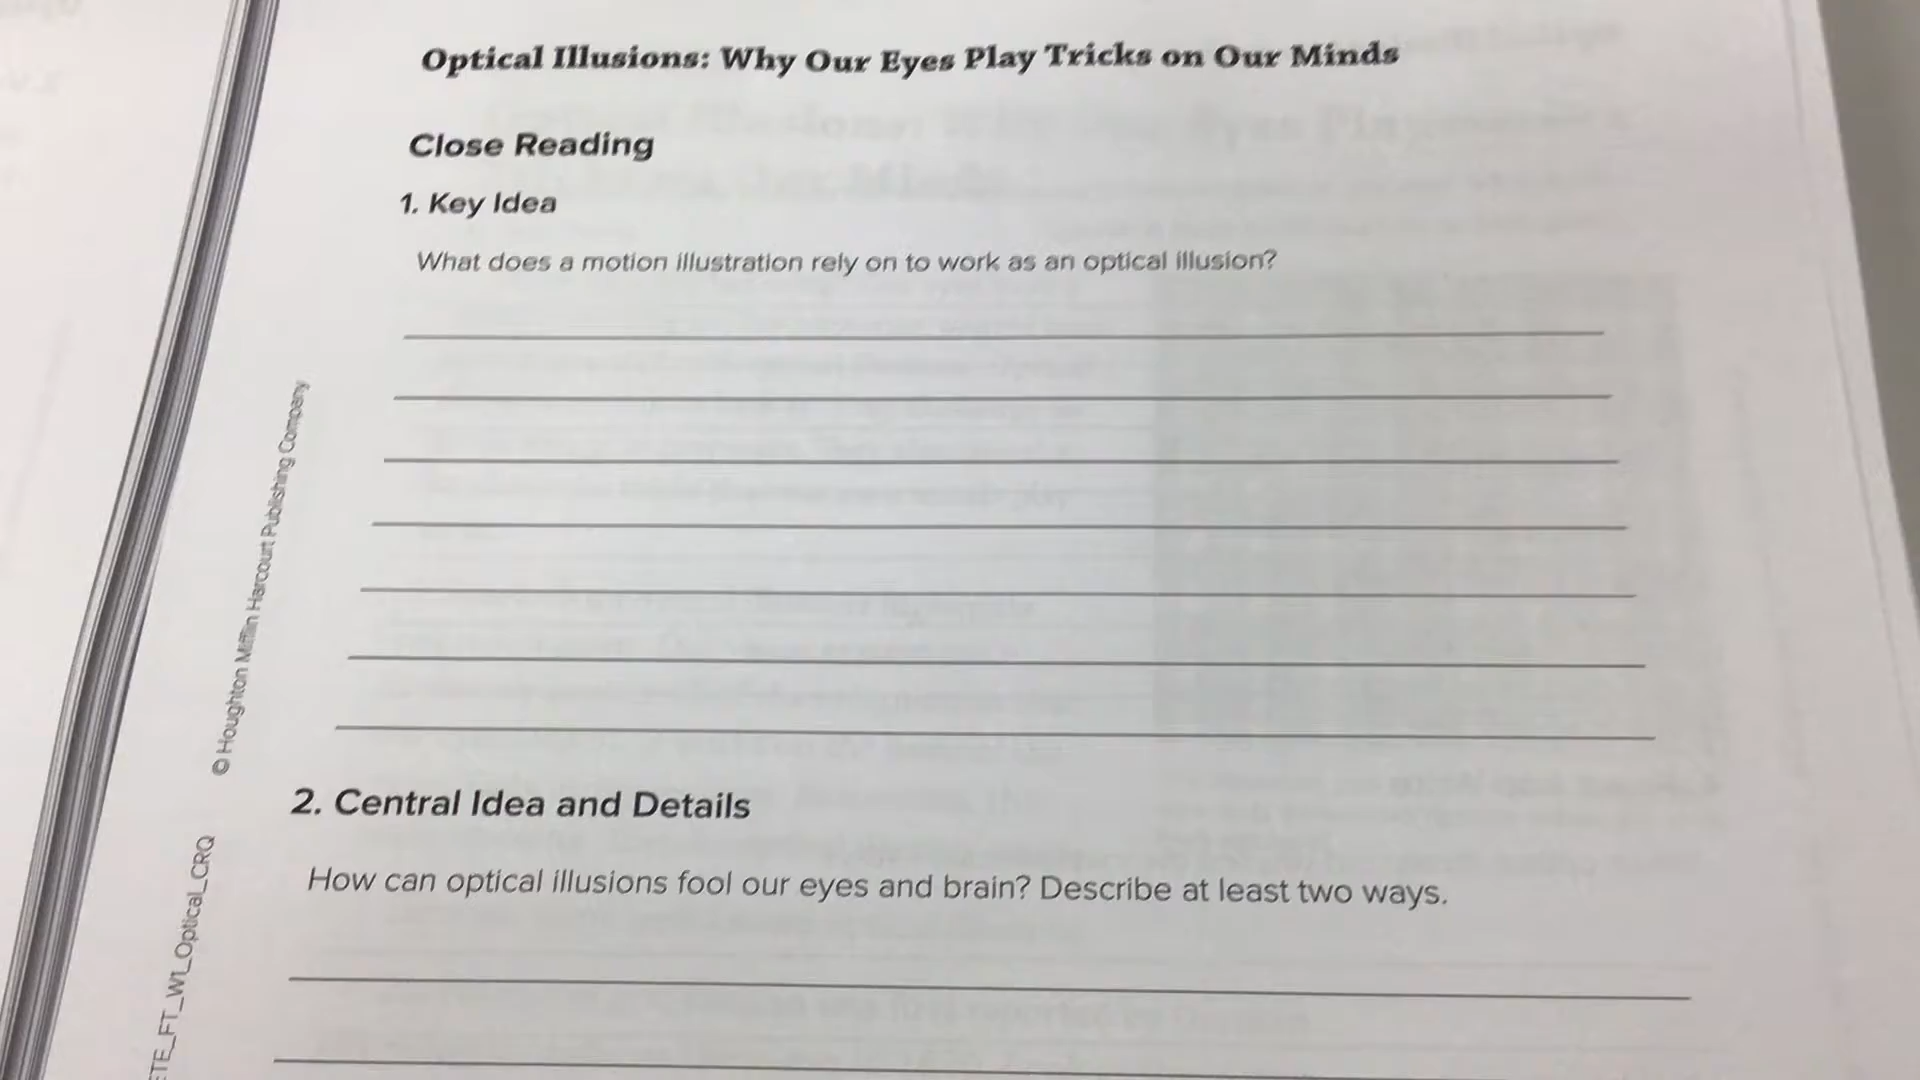 Optical Illusions: Why Our Eyes Play Tricks on Our Minds
Close Reading
1. Key Idea
What does a motion illustration rely on to work as an optical illusion?
2. Central Idea and Details
How can optical illusions fool our eyes and brain? Describe at least two ways.
© Houghton Mifflin Harcourt Publishing Company
ETE_FT_WI_Optical_CRQ